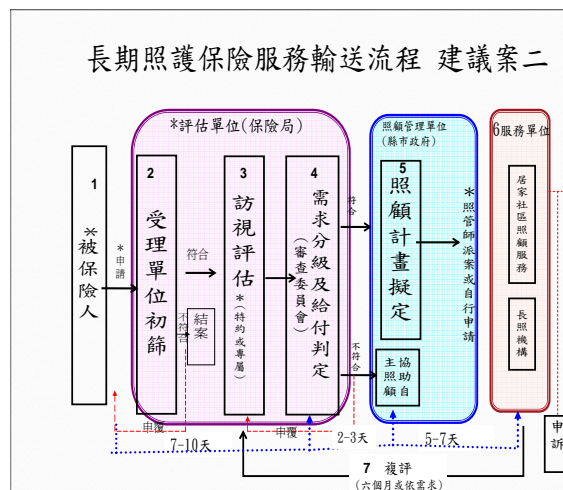 長期照護保險服務輸送流程 建議案二
*評估單位(保險局)
照顧管理單位
(縣市政府)
6服務單位
1
*被保險人
*申請
2
受理單位初篩
符合
不符合
結案
3
訪視評估*(特約或專屬)
4
需求分級及給付判定
(審查委員會)
符合
不符合
5
照顧計畫擬定
協助自
主照顧
*照管師派案或自行申請
居家社區照顧服務
長照機構
申覆
申覆
7-10天
2-3天
5-7天
申訴
7 複評
(六個月或依需求)